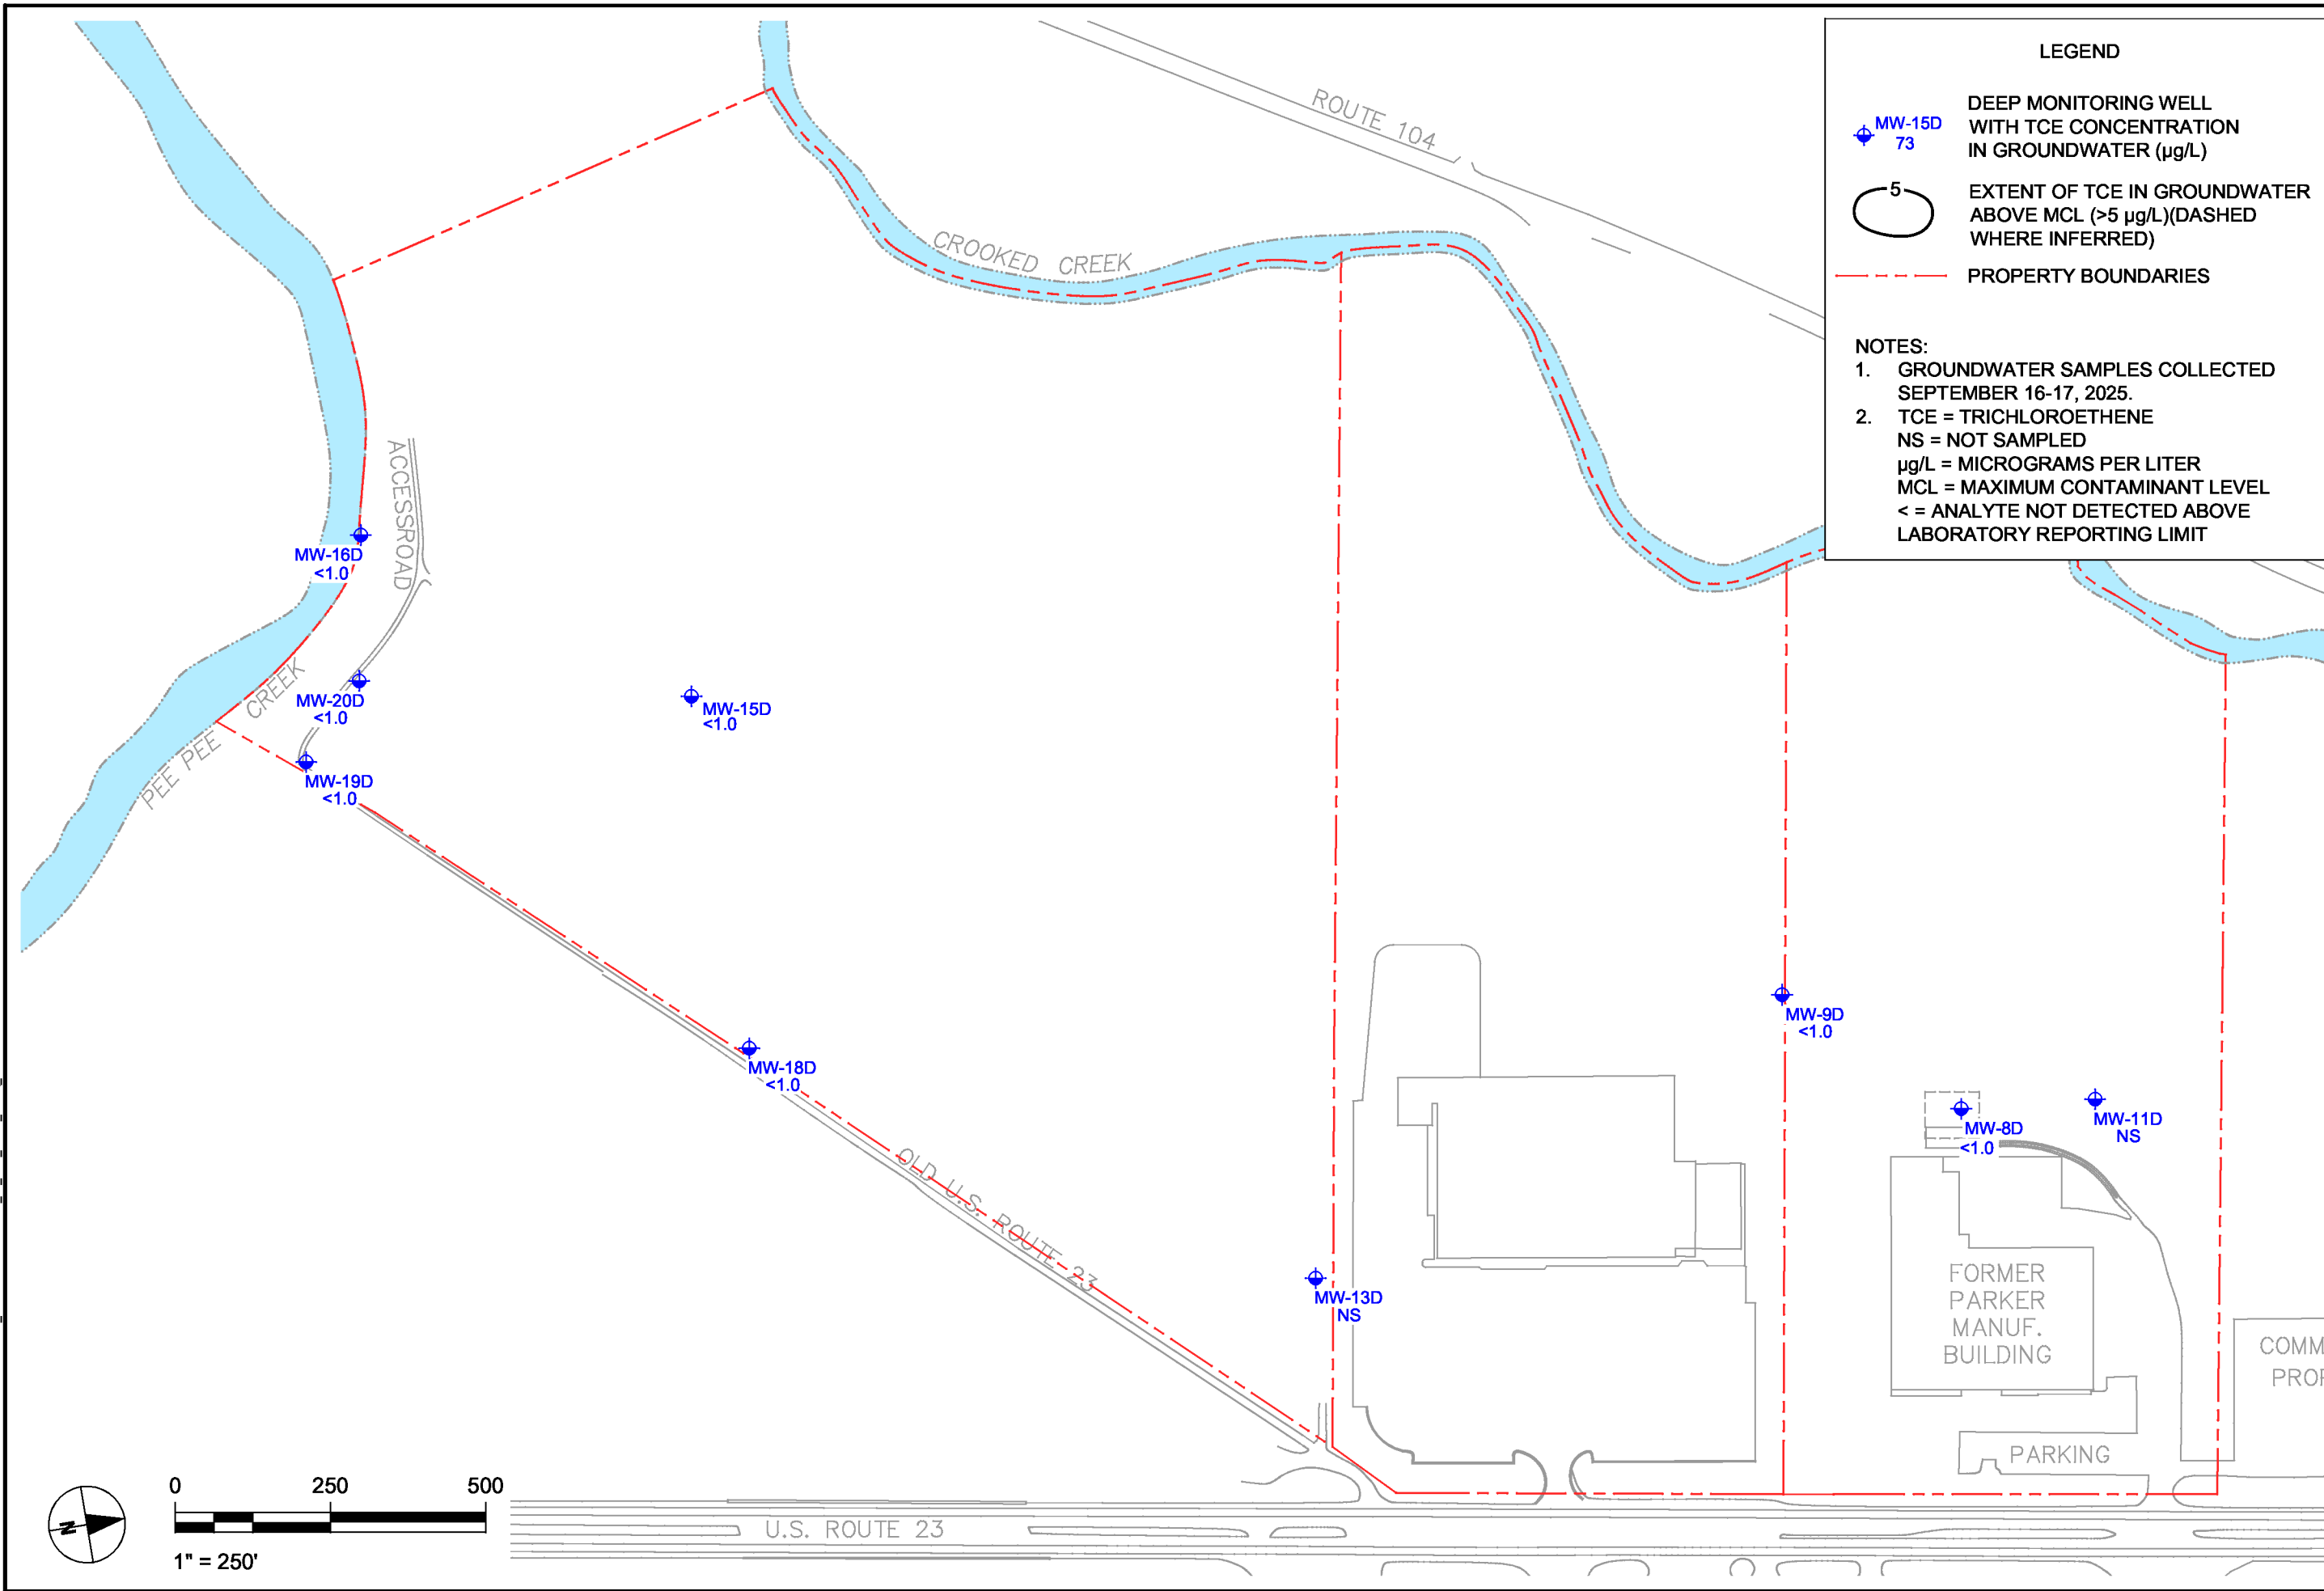 LEGEND
MW-15D
73
DEEP MONITORING WELL
WITH TCE CONCENTRATION
IN GROUNDWATER (µg/L)
5
EXTENT OF TCE IN GROUNDWATER
ABOVE MCL (>5 µg/L)(DASHED
WHERE INFERRED)
PROPERTY BOUNDARIES
NOTES:
1. GROUNDWATER SAMPLES COLLECTED
SEPTEMBER 16-17, 2025.
2. TCE = TRICHLOROETHENE
NS = NOT SAMPLED
µg/L = MICROGRAMS PER LITER
MCL = MAXIMUM CONTAMINANT LEVEL
< = ANALYTE NOT DETECTED ABOVE
LABORATORY REPORTING LIMIT
ROUTE 104
CROOKED CREEK
ACCESSROAD
MW-16D
<1.0
MW-20D
<1.0
PEE PEE CREEK
MW-19D
<1.0
MW-15D
<1.0
MW-18D
<1.0
OLD U.S. ROUTE 23
MW-9D
<1.0
MW-8D
<1.0
MW-11D
NS
MW-13D
NS
FORMER
PARKER
MANUF.
BUILDING
COMM
PROP
PARKING
U.S. ROUTE 23
N
0 250 500
1" = 250'